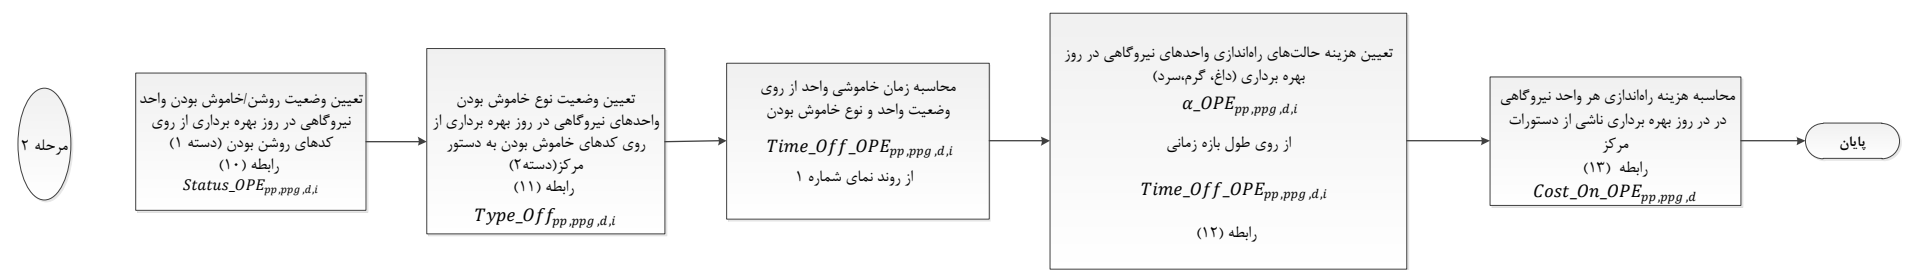 مرحله ۲
تعیین وضعیت روشن/خاموش بودن واحد
نیروگاهی در روز بهره برداری از روی
کدهای روشن بودن (دسته ۱)
رابطه (۱۰)
Status_OPE_{pp,ppg,d,i}
تعیین وضعیت نوع خاموش بودن
واحدهای نیروگاهی در روز بهره برداری از
روی کدهای خاموش بودن به دستور
مرکز(دسته۲)
رابطه (۱۱)
Type_Off_{pp,ppg,d,i}
محاسبه زمان خاموشی واحد از روی
وضعیت واحد و نوع خاموش بودن
Time_Off_OPE_{pp,ppg,d,i}
از روند نمای شماره ۱
تعیین هزینه حالت‌های راه‌اندازی واحدهای نیروگاهی در روز
بهره برداری (داغ، گرم،سرد)
α_OPE_{pp,ppg,d,i}
از روی طول بازه زمانی
Time_Off_OPE_{pp,ppg,d,i}
رابطه (۱۲)
محاسبه هزینه راه‌اندازی هر واحد نیروگاهی
در در روز بهره برداری ناشی از دستورات
مرکز
رابطه (۱۳)
Cost_On_OPE_{pp,ppg,d}
پایان